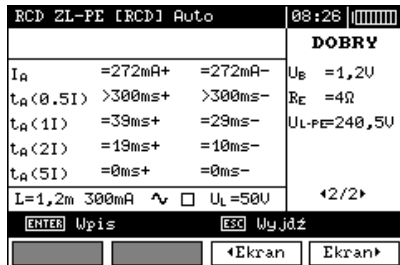 RCD ZL-PE [RCD] Auto 08:26
DOBRY
IA =272mA+ =272mA-
tA(0.5I) >300ms+ >300ms-
tA(1I) =39ms+ =29ms-
tA(2I) =19ms+ =10ms-
tA(5I) =0ms+ =0ms-
UB =1,2V
RE =4Ω
UL-PE=240,5V
◂2/2▸
L=1,2m 300mA ∿ □ UL=50V
ENTER Wpis ESC Wyjdź
◂Ekran Ekran▸